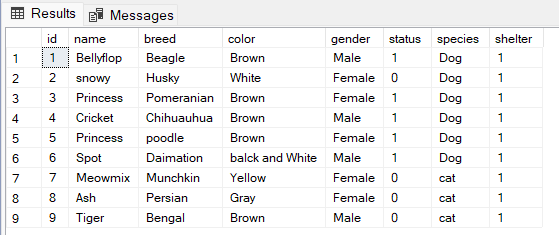 Results Messages
id name breed color gender status species shelter
1 1 Bellyflop Beagle Brown Male 1 Dog 1
2 2 snowy Husky White Female 0 Dog 1
3 3 Princess Pomeranian Brown Female 1 Dog 1
4 4 Cricket Chihuauhua Brown Male 1 Dog 1
5 5 Princess poodle Brown Female 1 Dog 1
6 6 Spot Daimation balck and White Male 1 Dog 1
7 7 Meowmix Munchkin Yellow Female 0 cat 1
8 8 Ash Persian Gray Female 0 cat 1
9 9 Tiger Bengal Brown Male 0 cat 1